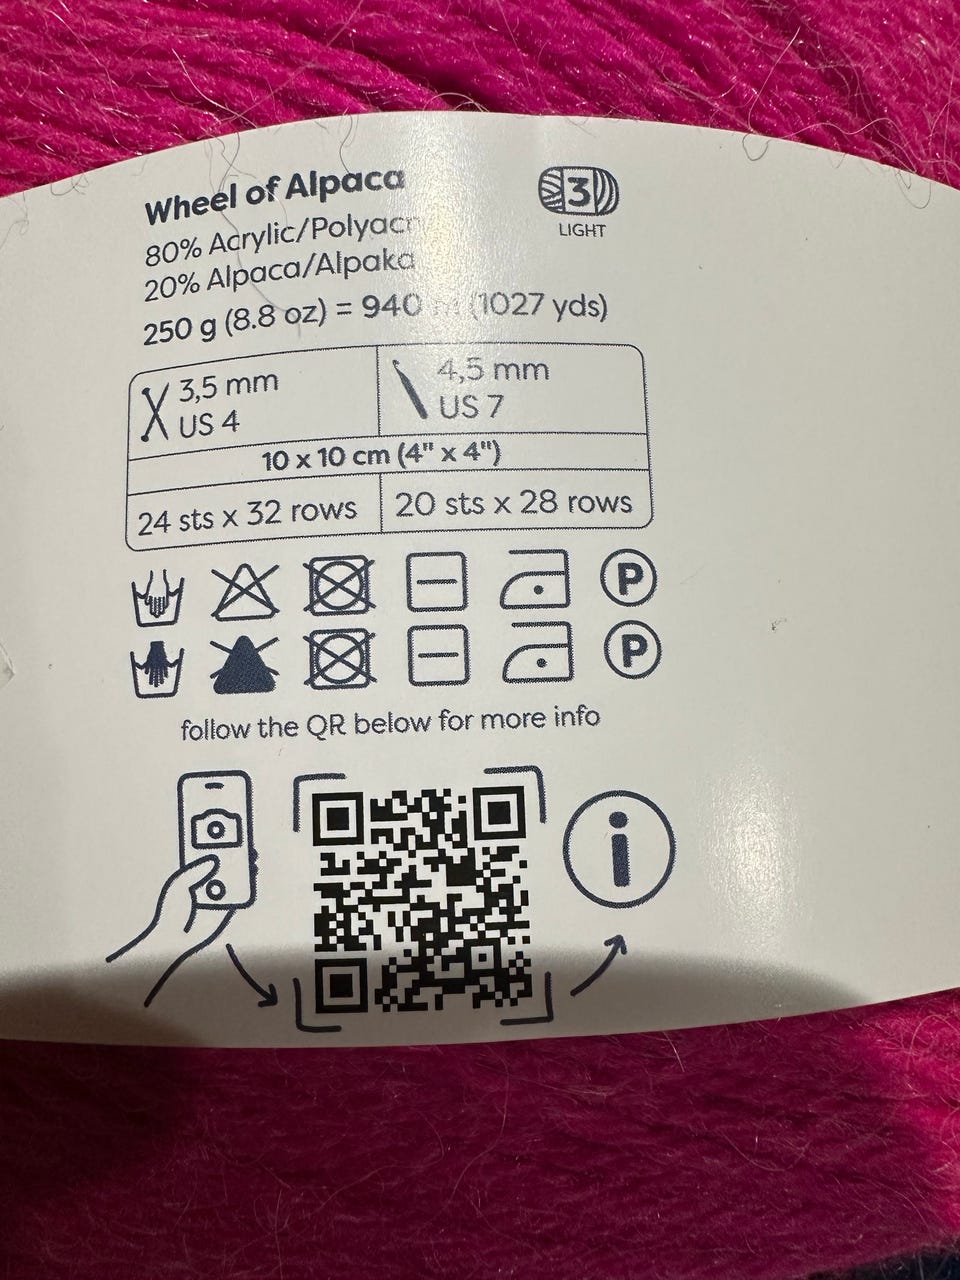 Wheel of Alpaca
80% Acrylic/Polyacr
20% Alpaca/Alpaka
250 g (8.8 oz) = 940 m (1027 yds)
3
LIGHT
3,5 mm
US 4
4,5 mm
US 7
10 x 10 cm (4" x 4")
24 sts x 32 rows
20 sts x 28 rows
P
P
follow the QR below for more info
i